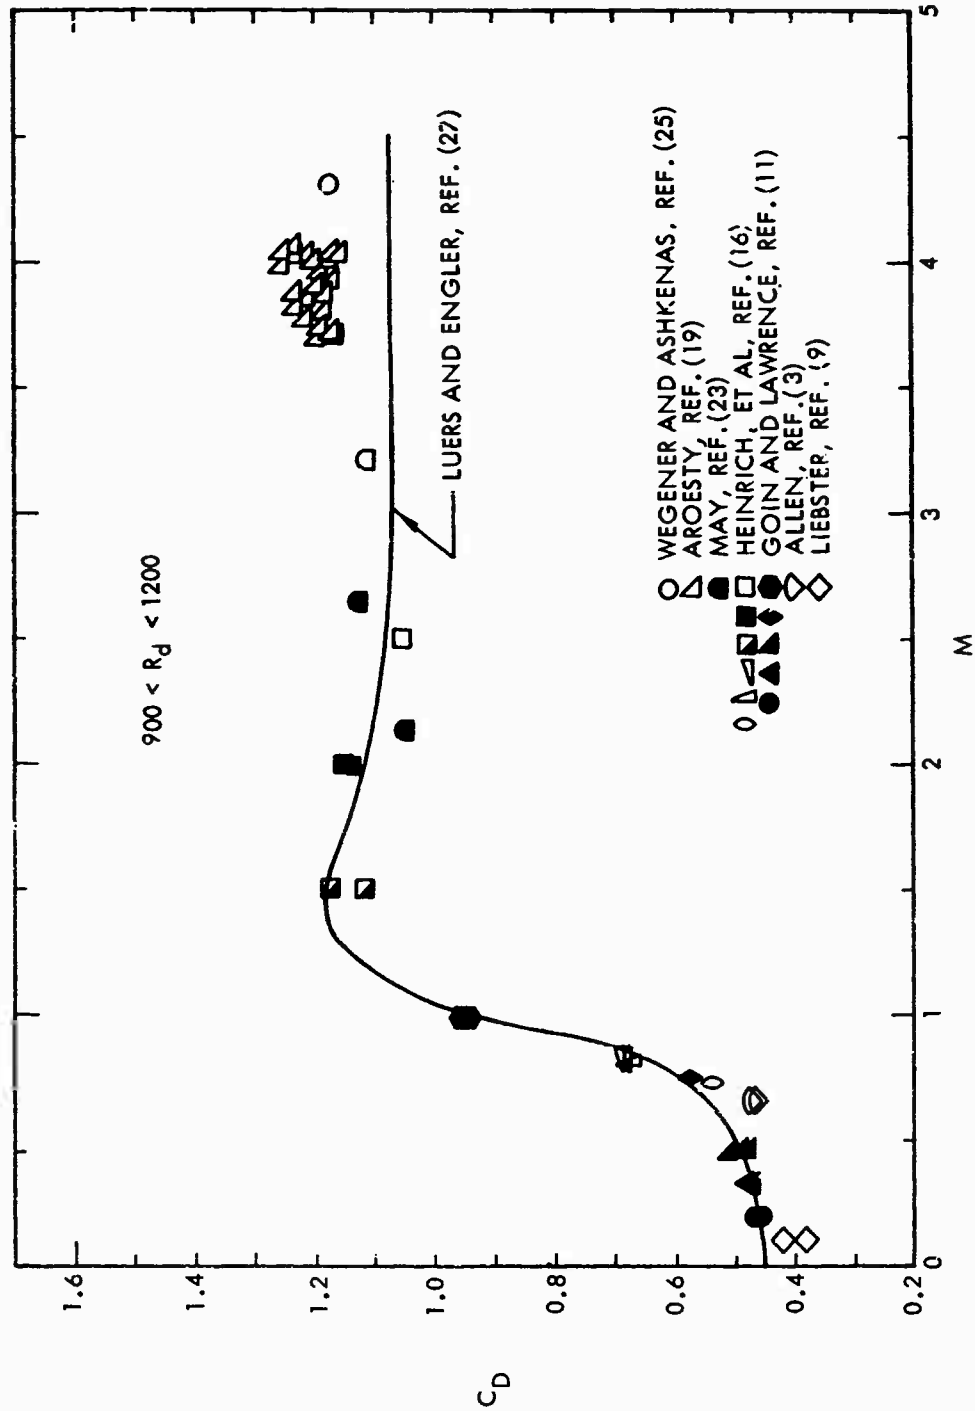 900 < R_d < 1200
LUERS AND ENGLER, REF. (27)
WEGENER AND ASHKENAS, REF. (25)
AROESTY, REF. (19)
MAY, REF. (23)
HEINRICH, ET AL, REF. (16)
GOIN AND LAWRENCE, REF. (11)
ALLEN, REF. (3)
LIEBSTER, REF. (9)
C_D
1.6
1.4
1.2
1.0
0.8
0.6
0.4
0.2
0
1
2
3
4
5
M